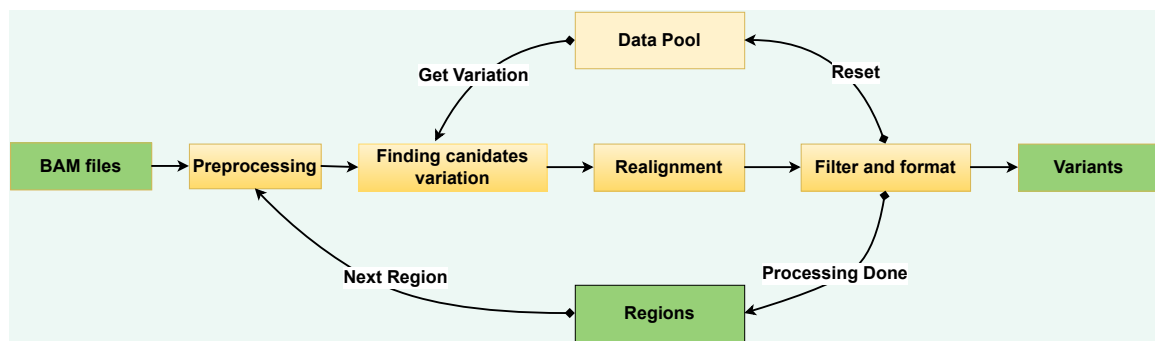 Data Pool
Get Variation
Reset
BAM files
Preprocessing
Finding canidates
variation
Realignment
Filter and format
Variants
Next Region
Processing Done
Regions